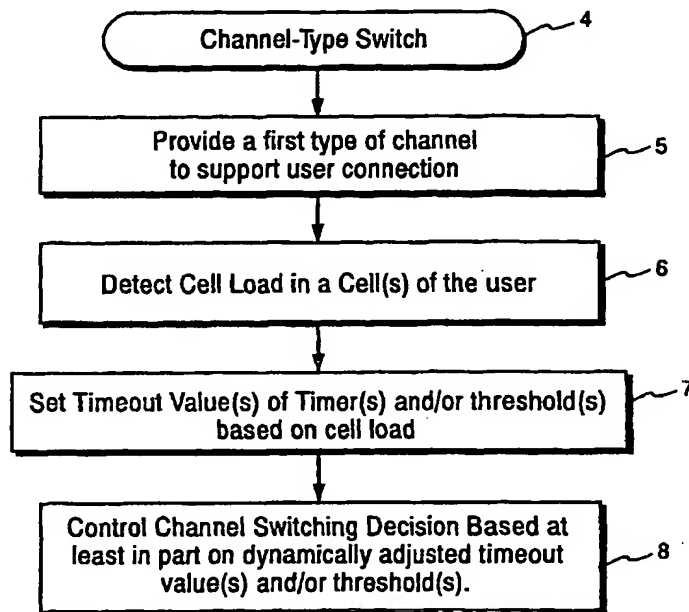 Channel-Type Switch
4
Provide a first type of channel
to support user connection
5
Detect Cell Load in a Cell(s) of the user
6
Set Timeout Value(s) of Timer(s) and/or threshold(s)
based on cell load
7
Control Channel Switching Decision Based at
least in part on dynamically adjusted timeout
value(s) and/or threshold(s).
8